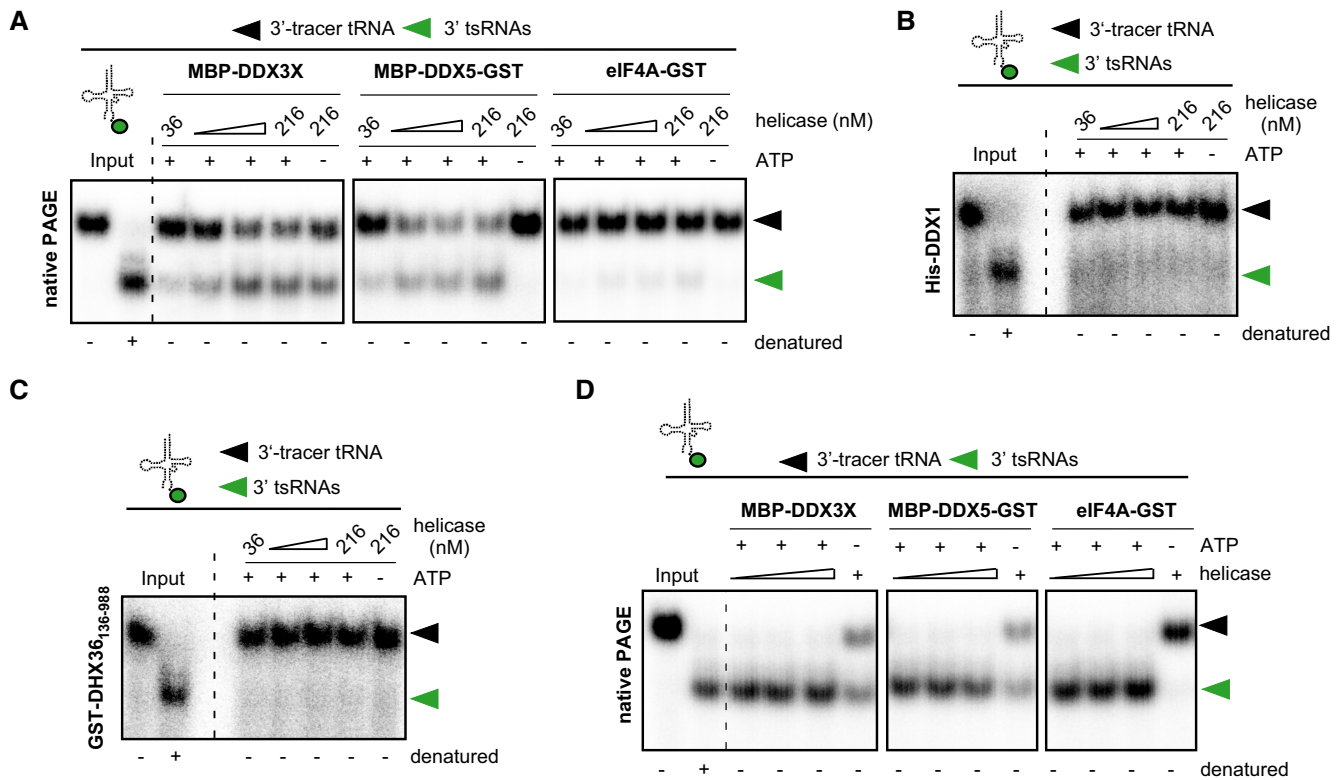 A
3'-tracer tRNA 3' tsRNAs
MBP-DDX3X MBP-DDX5-GST eIF4A-GST
36 216 216 36 216 216 36 216 216 helicase (nM)
Input + + + + - + + + + - + + + + - ATP
native PAGE
- + - - - - - - - - - - - - - - - denatured
B
3'-tracer tRNA
3' tsRNAs
36 216 216 helicase
(nM)
Input + + + + - ATP
His-DDX1
- + - - - - - denatured
C
3'-tracer tRNA
3' tsRNAs
36 216 216 helicase
(nM)
Input + + + + - ATP
GST-DHX36136-988
- + - - - - - denatured
D
3'-tracer tRNA 3' tsRNAs
MBP-DDX3X MBP-DDX5-GST eIF4A-GST
+ + + - + + + - + + + - ATP
Input + + + helicase
native PAGE
- + - - - - - - - - - - - - denatured